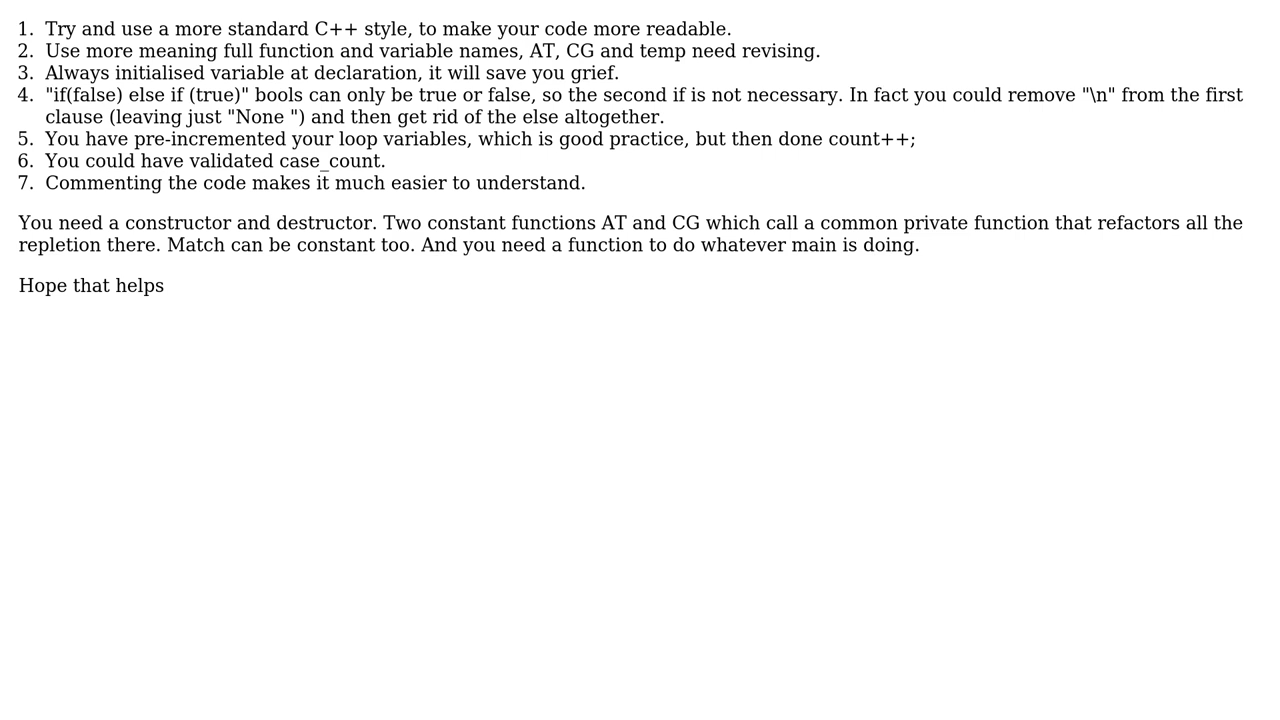 1. Try and use a more standard C++ style, to make your code more readable.
2. Use more meaning full function and variable names, AT, CG and temp need revising.
3. Always initialised variable at declaration, it will save you grief.
4. "if(false) else if (true)" bools can only be true or false, so the second if is not necessary. In fact you could remove "\n" from the first
clause (leaving just "None ") and then get rid of the else altogether.
5. You have pre-incremented your loop variables, which is good practice, but then done count++;
6. You could have validated case_count.
7. Commenting the code makes it much easier to understand.
You need a constructor and destructor. Two constant functions AT and CG which call a common private function that refactors all the
repletion there. Match can be constant too. And you need a function to do whatever main is doing.
Hope that helps